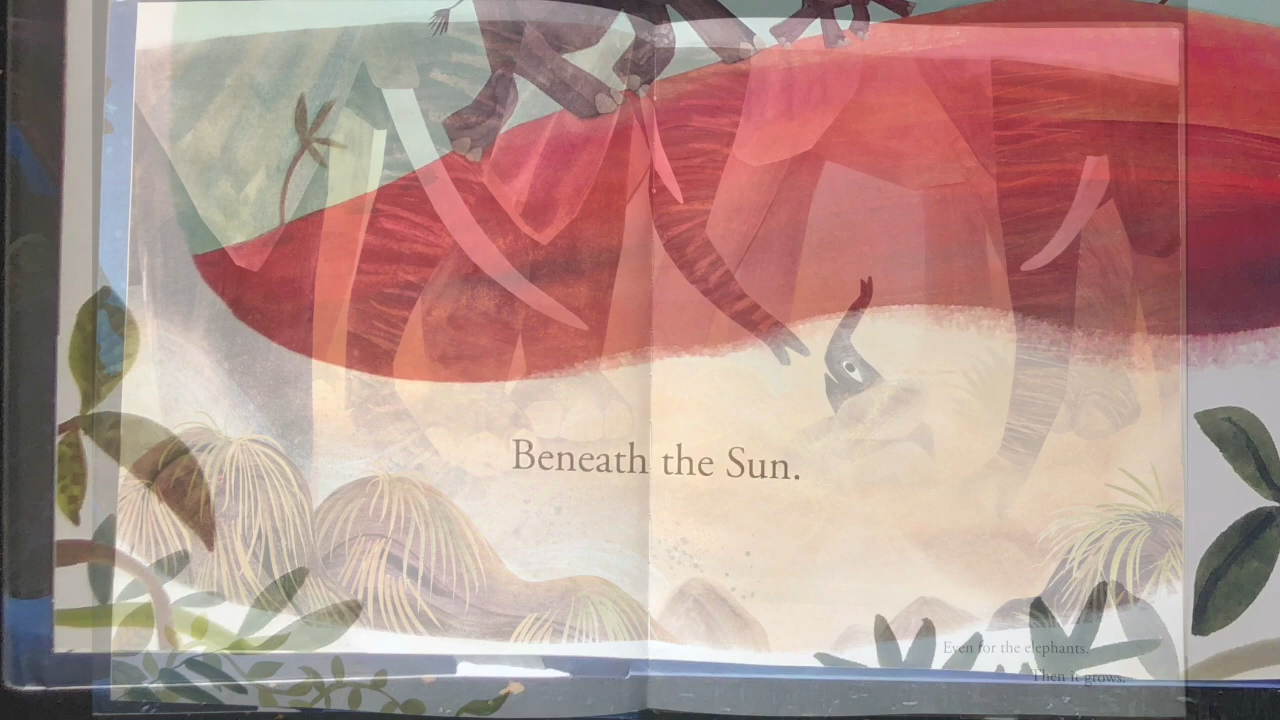 Beneath the Sun.
Even for the elephants.
Then it grows.